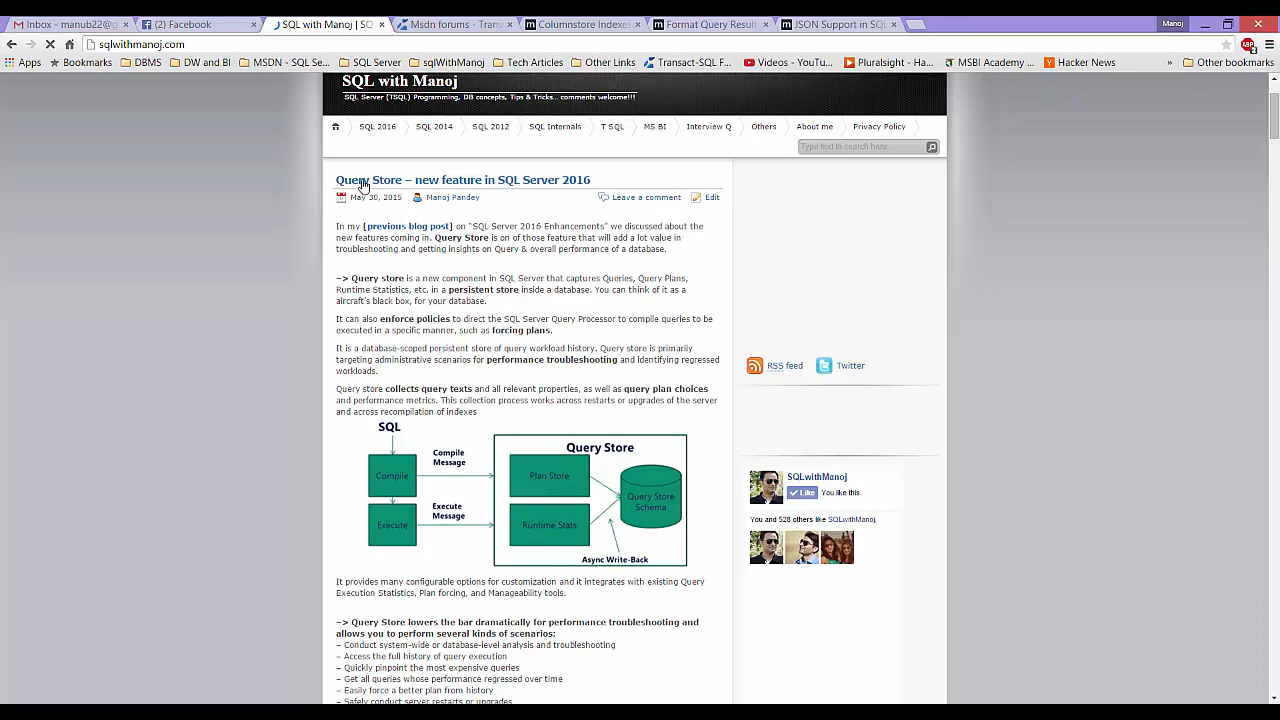 Inbox - manub22@g
(2) Facebook
SQL with Manoj | SQ
Msdn forums - Trans
Columnstore Indexe
Format Query Resul
JSON Support in SQ
Manoj
sqlwithmanoj.com
ABP
Apps
Bookmarks
DBMS
DW and BI
MSDN - SQL Se...
SQL Server
sqlWithManoj
Tech Articles
Other Links
Transact-SQL F...
Videos - YouTu...
Pluralsight - Ha...
MSBI Academy ...
Hacker News
»
Other bookmarks
SQL with Manoj
SQL Server (TSQL) Programming, DB concepts, Tips & Tricks... comments welcome!!!
SQL 2016
SQL 2014
SQL 2012
SQL Internals
T SQL
MS BI
Interview Q
Others
About me
Privacy Policy
Type text to search here...
Query Store – new feature in SQL Server 2016
May 30, 2015
Manoj Pandey
Leave a comment
Edit
In my [previous blog post] on "SQL Server 2016 Enhancements" we discussed about the
new features coming in. Query Store is on of those feature that will add a lot value in
troubleshooting and getting insights on Query & overall performance of a database.
–> Query store is a new component in SQL Server that captures Queries, Query Plans,
Runtime Statistics, etc. in a persistent store inside a database. You can think of it as a
aircraft's black box, for your database.
It can also enforce policies to direct the SQL Server Query Processor to compile queries to be
executed in a specific manner, such as forcing plans.
It is a database-scoped persistent store of query workload history. Query store is primarily
targeting administrative scenarios for performance troubleshooting and identifying regressed
workloads.
Query store collects query texts and all relevant properties, as well as query plan choices
and performance metrics. This collection process works across restarts or upgrades of the server
and across recompilation of indexes
SQL
Compile
Message
Query Store
Compile
Plan Store
Query Store
Schema
Execute
Message
Execute
Runtime Stats
Async Write-Back
It provides many configurable options for customization and it integrates with existing Query
Execution Statistics, Plan forcing, and Manageability tools.
–> Query Store lowers the bar dramatically for performance troubleshooting and
allows you to perform several kinds of scenarios:
– Conduct system-wide or database-level analysis and troubleshooting
– Access the full history of query execution
– Quickly pinpoint the most expensive queries
– Get all queries whose performance regressed over time
– Easily force a better plan from history
– Safely conduct server restarts or upgrades
RSS feed
Twitter
SQLwithManoj
Like
You like this.
You and 528 others like SQLwithManoj.